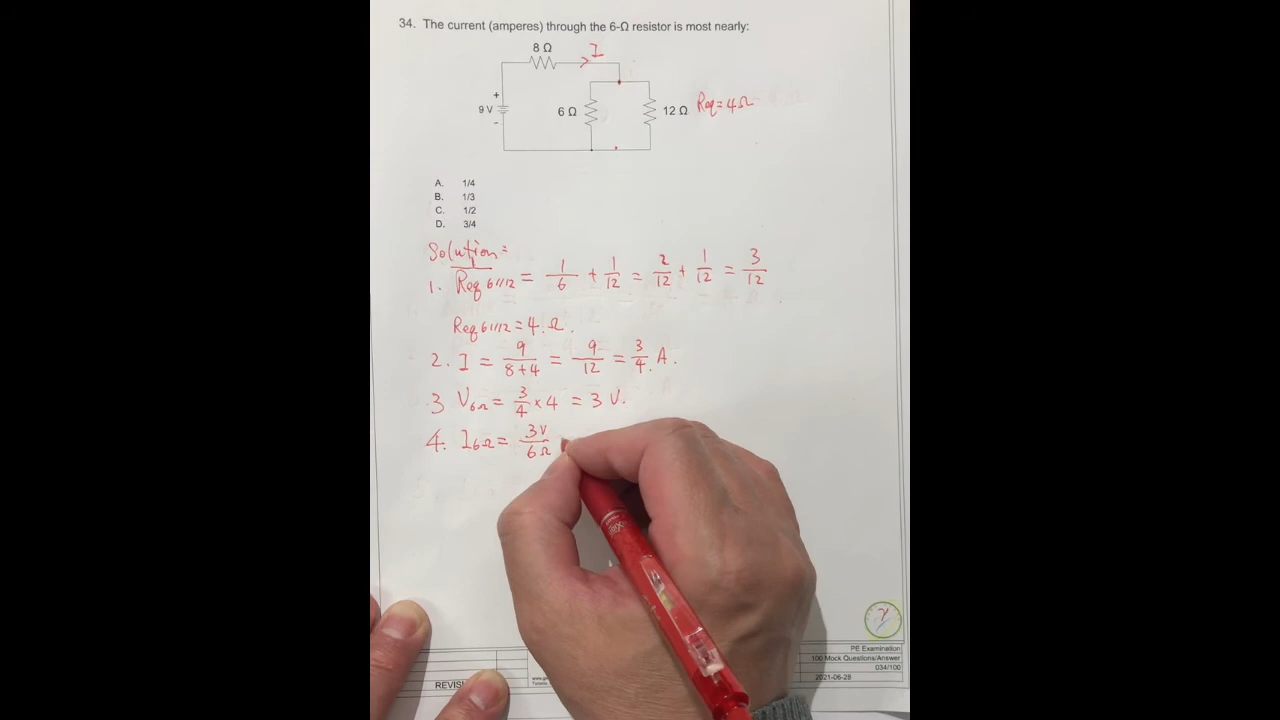 34. The current (amperes) through the 6-Ω resistor is most nearly:
8 Ω
I
+
9 V
-
6 Ω
12 Ω
Req = 4Ω
A. 1/4
B. 1/3
C. 1/2
D. 3/4
Solution:
1. 1/Req 6//12 = 1/6 + 1/12 = 2/12 + 1/12 = 3/12
Req 6//12 = 4.Ω.
2. I = 9/8+4 = 9/12 = 3/4 A.
3 V6Ω = 3/4 × 4 = 3 V.
4. I6Ω = 3V/6Ω
γ
PE Examination
100 Mock Questions/Answer
034/100
2021-06-28